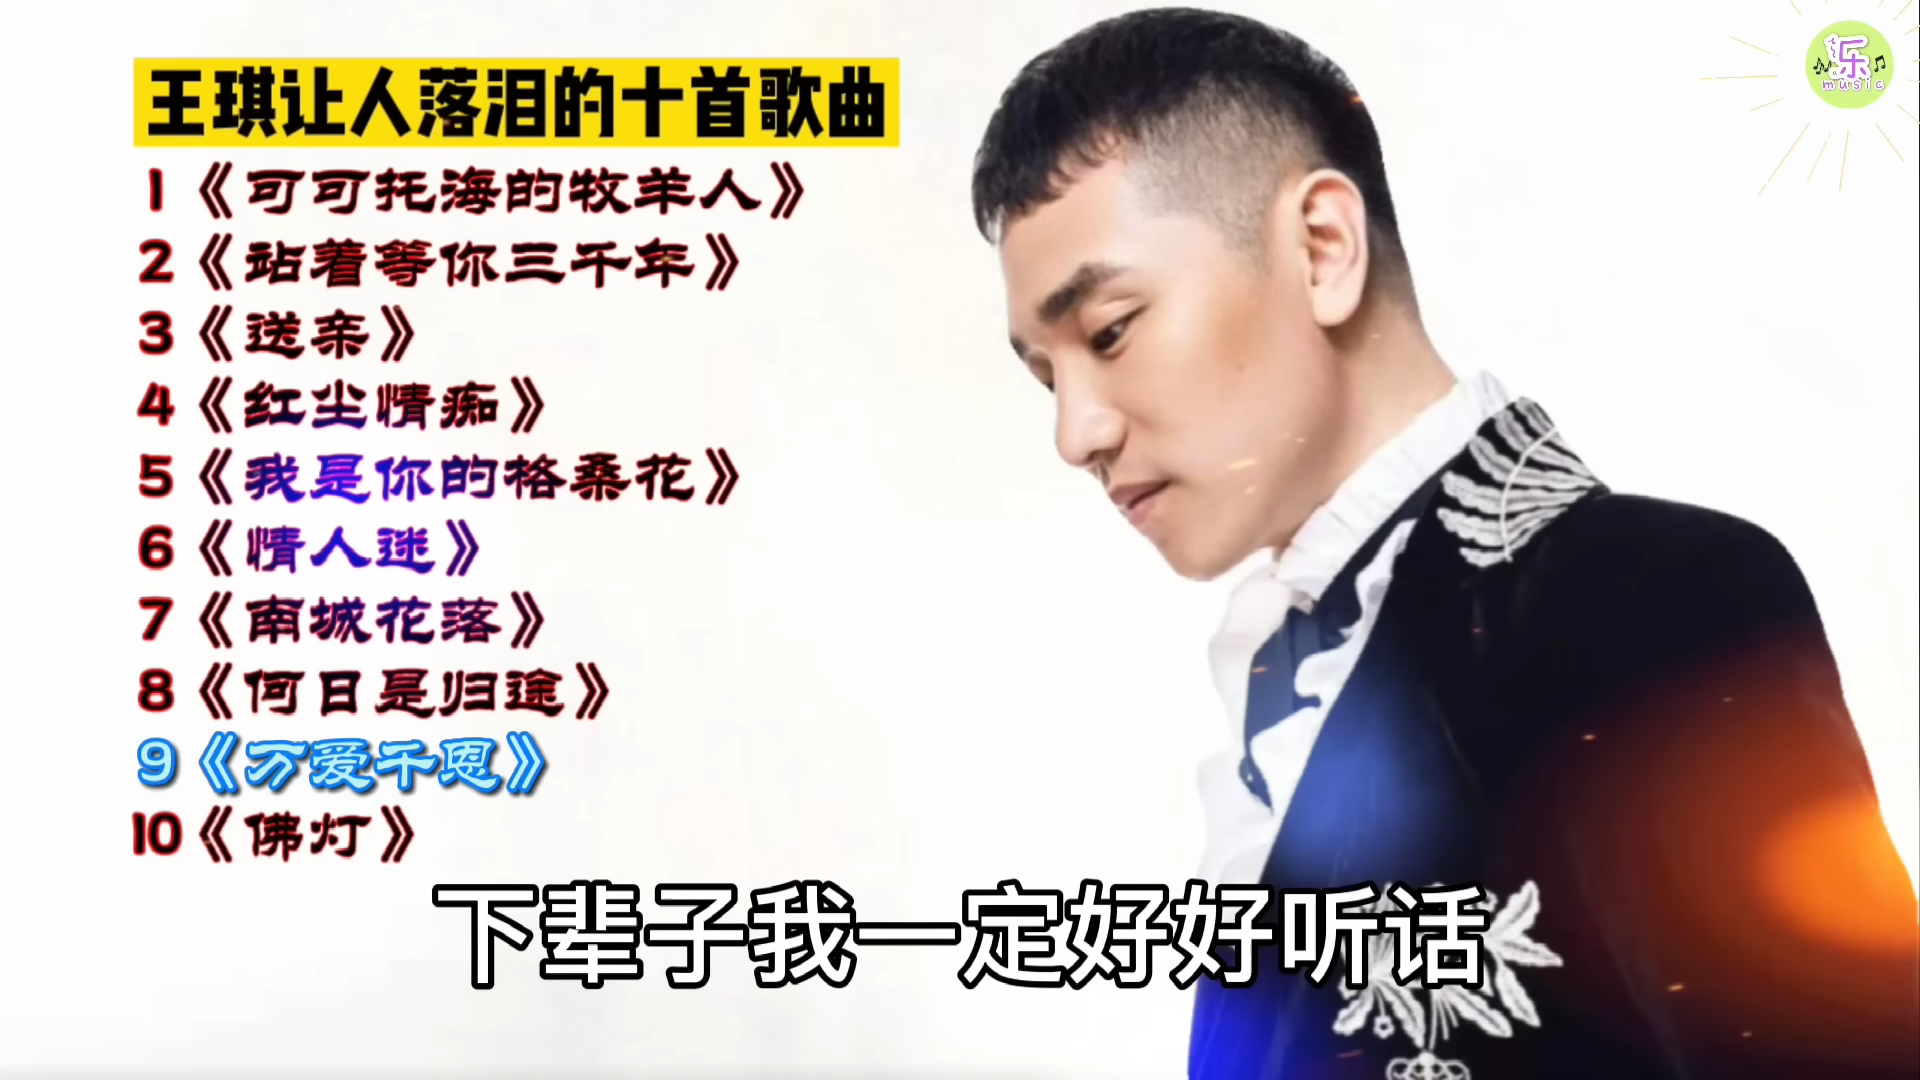 王琪让人落泪的十首歌曲
1《可可托海的牧羊人》
2《站着等你三千年》
3《送亲》
4《红尘情痴》
5《我是你的格桑花》
6《情人迷》
7《南城花落》
8《何日是归途》
9《万爱千恩》
10《佛灯》
下辈子我一定好好听话
乐
music